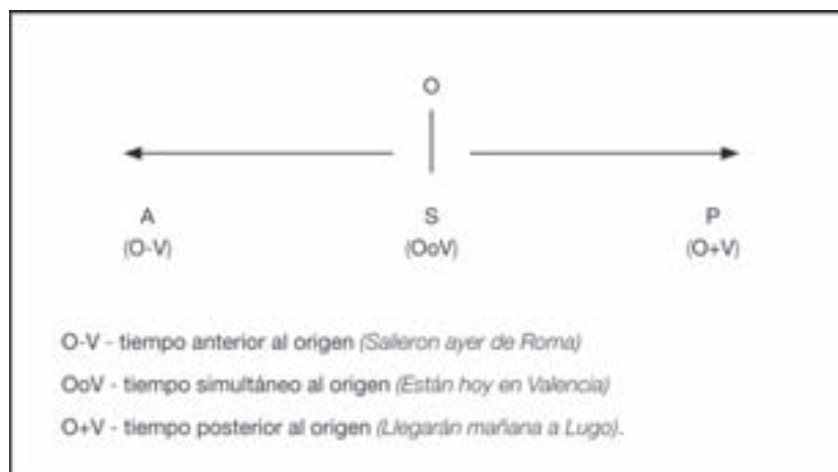 O
A S P
(O-V) (OoV) (O+V)
O-V - tiempo anterior al origen (Salieron ayer de Roma)
OoV - tiempo simultáneo al origen (Están hoy en Valencia)
O+V - tiempo posterior al origen (Llegarán mañana a Lugo).